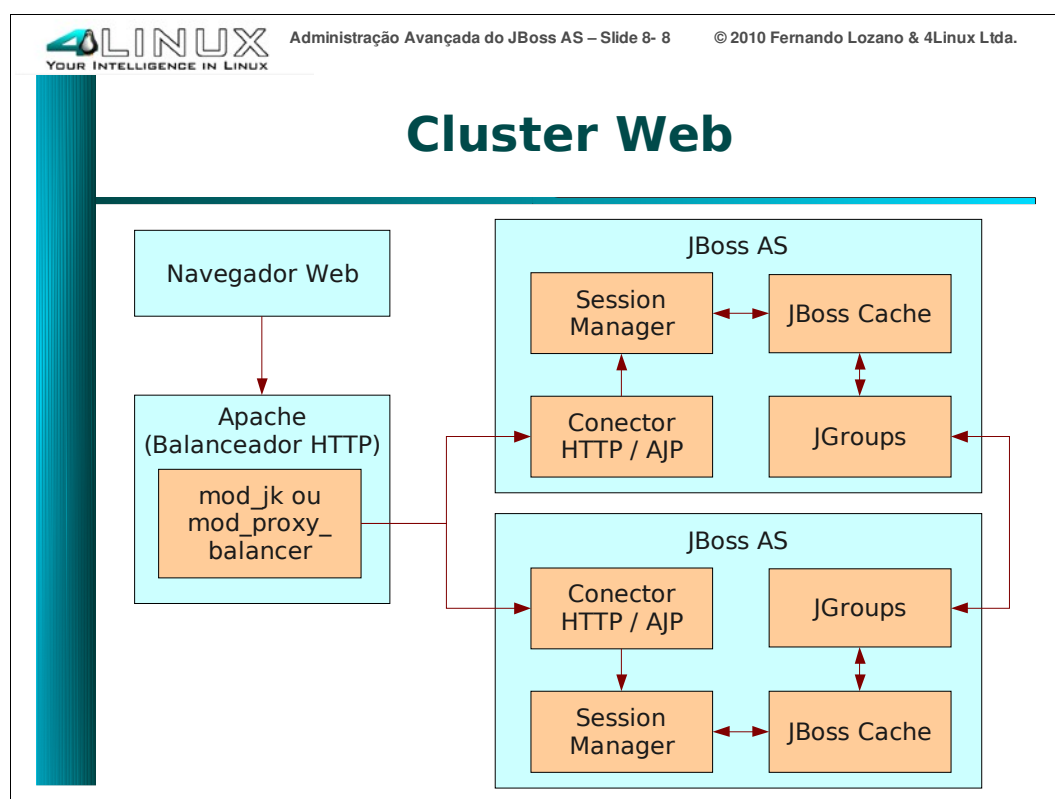 4LINUX
YOUR INTELLIGENCE IN LINUX
Administração Avançada do JBoss AS – Slide 8- 8
© 2010 Fernando Lozano & 4Linux Ltda.
Cluster Web
Navegador Web
Apache
(Balanceador HTTP)
mod_jk ou
mod_proxy_
balancer
JBoss AS
Session
Manager
JBoss Cache
Conector
HTTP / AJP
JGroups
JBoss AS
Conector
HTTP / AJP
JGroups
Session
Manager
JBoss Cache